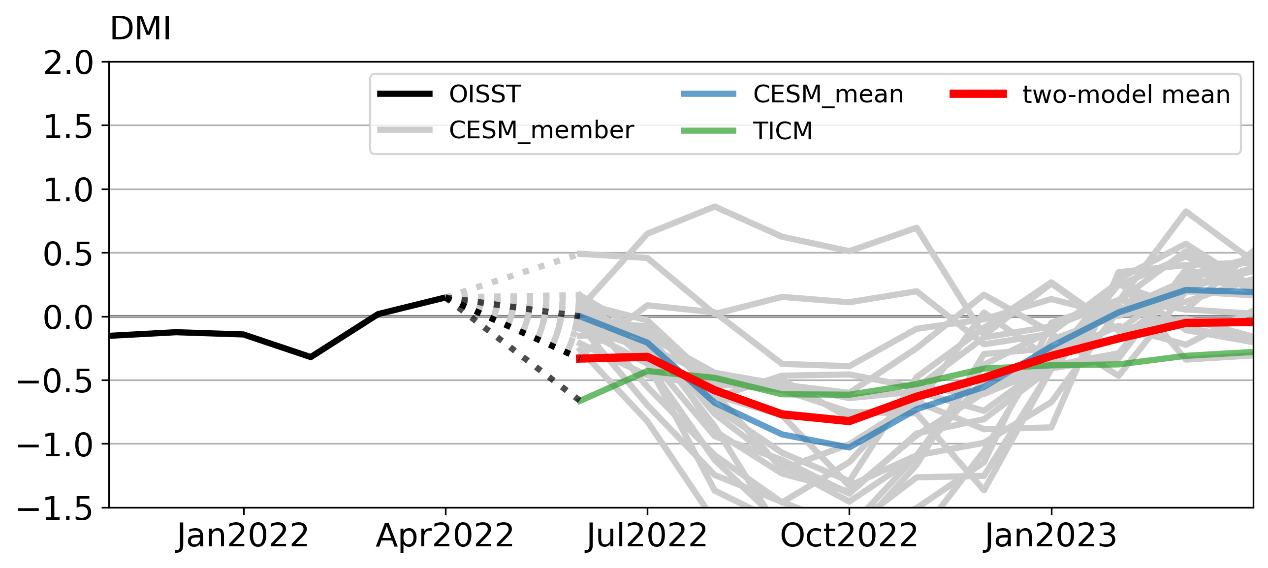 DMI
2.0
1.5
1.0
0.5
0.0
−0.5
−1.0
−1.5
OISST
CESM_member
CESM_mean
TICM
two-model mean
Jan2022 Apr2022 Jul2022 Oct2022 Jan2023